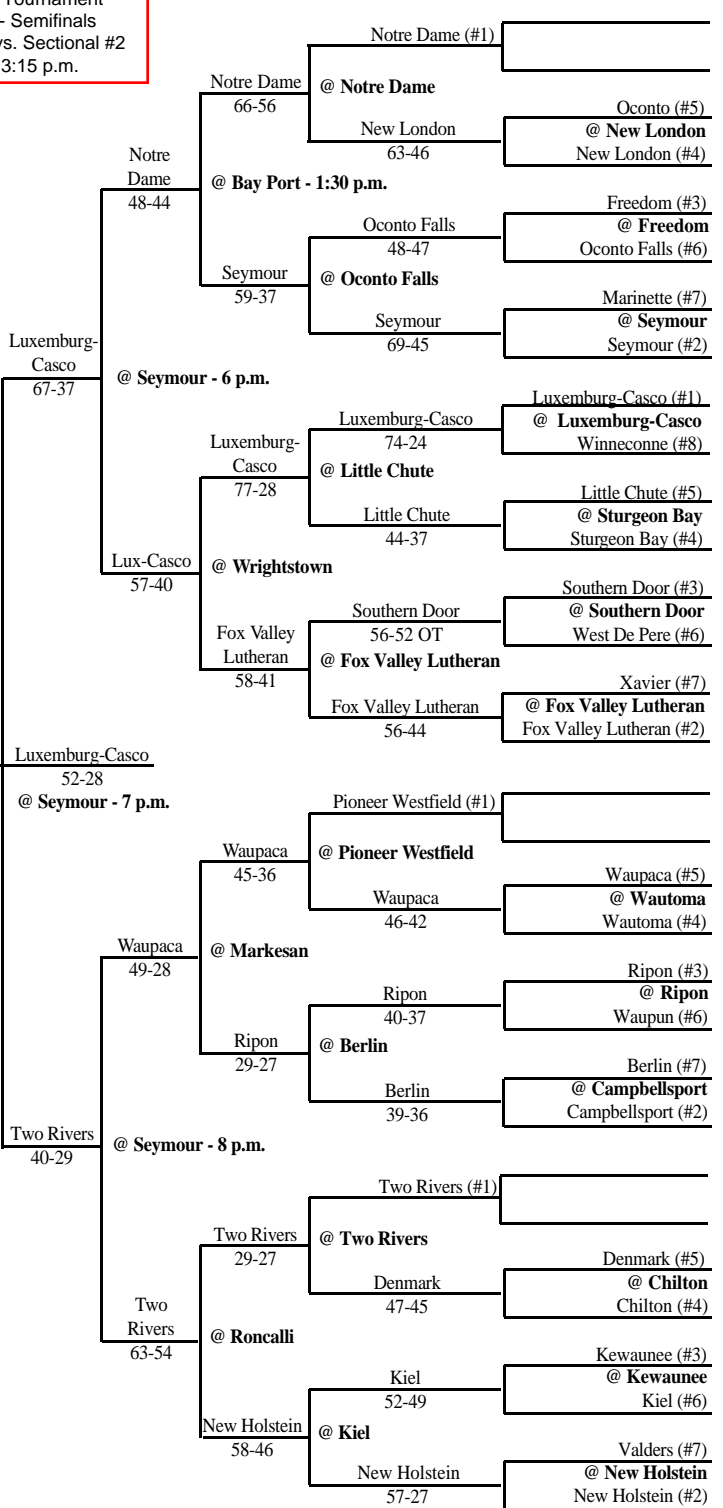 Tournament
- Semifinals
vs. Sectional #2
3:15 p.m.
Notre Dame (#1)
Notre Dame
66-56
@ Notre Dame
Oconto (#5)
New London
63-46
@ New London
New London (#4)
Notre
Dame
48-44
@ Bay Port - 1:30 p.m.
Freedom (#3)
Oconto Falls
48-47
@ Freedom
Oconto Falls (#6)
Seymour
59-37
@ Oconto Falls
Marinette (#7)
Seymour
69-45
@ Seymour
Seymour (#2)
Luxemburg-
Casco
67-37
@ Seymour - 6 p.m.
Luxemburg-Casco (#1)
Luxemburg-Casco
74-24
@ Luxemburg-Casco
Winneconne (#8)
Luxemburg-
Casco
77-28
@ Little Chute
Little Chute (#5)
Little Chute
44-37
@ Sturgeon Bay
Sturgeon Bay (#4)
Lux-Casco
57-40
@ Wrightstown
Southern Door (#3)
Southern Door
56-52 OT
@ Southern Door
West De Pere (#6)
Fox Valley
Lutheran
58-41
@ Fox Valley Lutheran
Xavier (#7)
Fox Valley Lutheran
56-44
@ Fox Valley Lutheran
Fox Valley Lutheran (#2)
Luxemburg-Casco
52-28
@ Seymour - 7 p.m.
Pioneer Westfield (#1)
Waupaca
45-36
@ Pioneer Westfield
Waupaca (#5)
Waupaca
46-42
@ Wautoma
Wautoma (#4)
Waupaca
49-28
@ Markesan
Ripon (#3)
Ripon
40-37
@ Ripon
Waupun (#6)
Ripon
29-27
@ Berlin
Berlin (#7)
Berlin
39-36
@ Campbellsport
Campbellsport (#2)
Two Rivers
40-29
@ Seymour - 8 p.m.
Two Rivers (#1)
Two Rivers
29-27
@ Two Rivers
Denmark (#5)
Denmark
47-45
@ Chilton
Chilton (#4)
Two
Rivers
63-54
@ Roncalli
Kewaunee (#3)
Kiel
52-49
@ Kewaunee
Kiel (#6)
New Holstein
58-46
@ Kiel
Valders (#7)
New Holstein
57-27
@ New Holstein
New Holstein (#2)